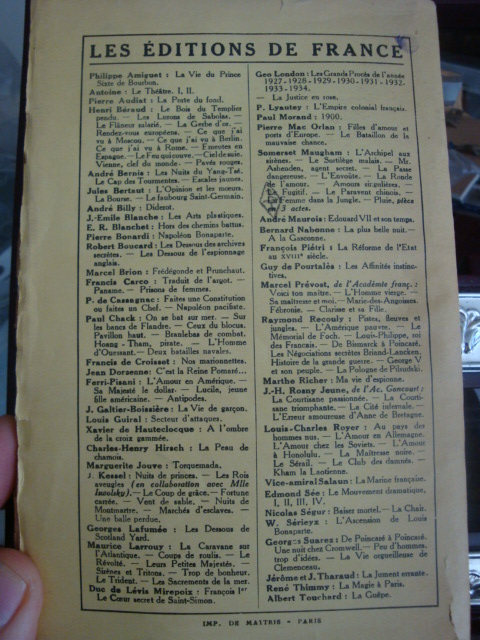 LES ÉDITIONS DE FRANCE
Philippe Amiguet : La Vie du Prince
Sixte de Bourbon.
Antoine : Le Théâtre. I, II.
Pierre Audiat : La Porte du fond.
Henri Béraud : Le Bois du Templier
pendu. — Les Lurons de Sabolas. —
Le Flâneur salarié. — La Gerbe d'or. —
Rendez-vous européens. — Ce que j'ai
vu à Moscou. — Ce que j'ai vu à Berlin.
— Ce que j'ai vu à Rome. — Émeutes en
Espagne. — Le Feu qui couve. — Ciel de suie.
Vienne, clef du monde. — Pavés rouges.
André Bernis : Les Nuits du Yang-Tsé.
Le Cap des Tourmentes. — Escales jaunes.
Jules Bertaut : L'Opinion et les mœurs.
La Bourse. — Le faubourg Saint-Germain.
André Billy : Diderot.
J.-Emile Blanche : Les Arts plastiques.
E. R. Blanchet : Hors des chemins battus.
Pierre Bonardi : Napoléon Bonaparte.
Robert Boucard : Les Dessous des archives
secrètes. — Les Dessous de l'espionnage
anglais.
Marcel Brion : Frédégonde et Brunehaut.
Francis Carco : Traduit de l'argot. —
Paname. — Prisons de femmes.
P. de Cassagnac : Faites une Constitution
ou faites un Chef. — Napoléon pacifiste.
Paul Chack : On se bat sur mer. — Sur
les bancs de Flandre. — Ceux du blocus.
Pavillon haut. — Branlebas de combat.
Hoang - Tham, pirate. — L'Homme
d'Ouessant. — Deux batailles navales.
Francis de Croisset : Nos marionnettes.
Jean Dorsenne : C'était la Reine Pomaré...
Ferri-Pisani : L'Amour en Amérique. —
Sa Majesté le dollar. — Lucile, jeune
fille américaine. — Antipodes.
J. Galtier-Boissière : La Vie de garçon.
Louis Guiral : Secteur d'attaques.
Xavier de Hauteclocque : A l'ombre
de la croix gammée.
Charles-Henry Hirsch : La Peau de
chamois.
Marguerite Jouve : Torquemada.
J. Kessel : Nuits de princes. — Les Rois
aveugles (en collaboration avec Mlle
Iswolsky). — Le Coup de grâce. — Fortune
carrée. — Vent de sable. — Nuits de
Montmartre. — Marchés d'esclaves. —
Une balle perdue.
Georges Lafumée : Les Dessous de
Scotland Yard.
Maurice Larrouy : La Caravane sur
l'Atlantique. — Coups de roulis. — Le
Révolté. — Leurs Petites Majestés. —
Sirènes et Tritons. — Trop de bonheur.
Le Trident. — Les Sacrements de la mer.
Duc de Lévis Mirepoix : François Ier
Le Cœur secret de Saint-Simon.
Geo London : Les Grands Procès de l'année
1927-1928-1929-1930-1931-1932-
1933-1934.
— La Justice en rose.
P. Lyautey : L'Empire colonial français.
Paul Morand : 1900.
Pierre Mac Orlan : Filles d'amour et
ports d'Europe. — Le Bataillon de la
mauvaise chance.
Somerset Maugham : L'Archipel aux
sirènes. — Le Sortilège malais. — Mr.
Ashenden, agent secret. — La Passe
dangereuse. — L'Envoûté. — La Ronde
de l'amour. — Amours singulières. —
Le Fugitif. — Le Paravent chinois. —
La Femme dans la Jungle. — Pluie, pièce
en 3 actes.
André Maurois : Edouard VII et son temps.
Bernard Nabonne : La plus belle nuit. —
A la Gasconne.
François Piétri : La Réforme de l'Etat
au XVIIIe siècle.
Guy de Pourtalès : Les Affinités instinc-
tives.
Marcel Prévost, de l'Académie franç. :
Voici ton maître. — L'Homme vierge. —
Sa maîtresse et moi. — Marie-des-Angoisses.
Fébronie. — Clarisse et sa Fille.
Raymond Recouly : Pistes, fleuves et
jungles. — L'Amérique pauvre. — Le
Mémorial de Foch. — Louis-Philippe, roi
des Français. — De Bismarck à Poincaré.
Les Négociations secrètes Briand-Lancken.
Histoire de la grande guerre. — George V
et son peuple. — La Pologne de Pilsudski.
Marthe Richer : Ma vie d'espionne.
J.-H. Rosny Jeune, de l'Ac. Goncourt :
La Courtisane passionnée. — La Courti-
sane triomphante. — La Cité infernale. —
L'Erreur amoureuse d'Anne de Bretagne.
Louis-Charles Royer : Au pays des
hommes nus. — L'Amour en Allemagne.
L'Amour chez les Soviets. — L'Amour
à Honolulu. — La Maîtresse noire. —
Le Sérail. — Le Club des damnés. —
Kham la Laotienne.
Vice-amiral Salaun : La Marine française.
Edmond Sée : Le Mouvement dramatique,
I, II, III, IV.
Nicolas Ségur : Baiser mortel. — La Chair.
W. Sérieyx : L'Ascension de Louis
Bonaparte.
Georges Suarez : De Poincaré à Poincaré.
Une nuit chez Cromwell. — Peu d'hommes,
trop d'idées. — La Vie orgueilleuse de
Clemenceau.
Jérôme et J. Tharaud : La Jument errante.
René Thimmy : La Magie à Paris.
Albert Touchard : La Guêpe.
IMP. DE MALTRIS - PARIS